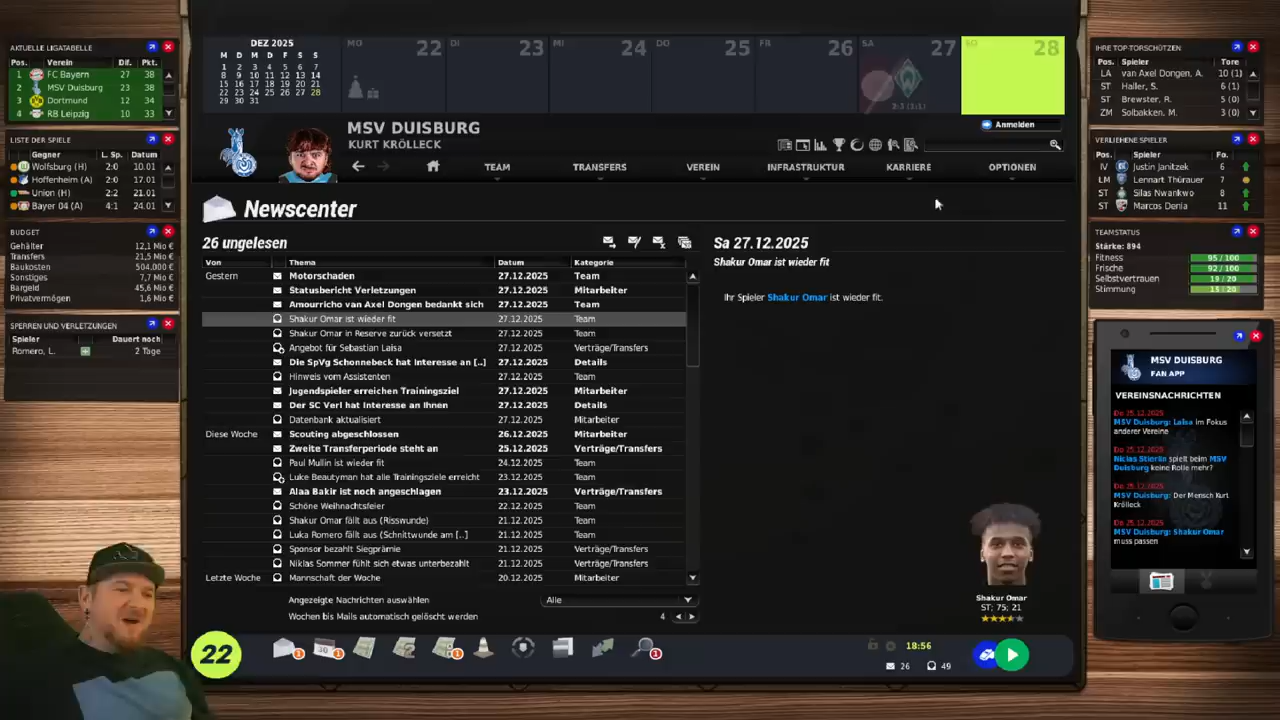 AKTUELLE LIGATABELLE
Pos. Verein Dif. Pkt.
1 FC Bayern 27 38
2 MSV Duisburg 23 38
3 Dortmund 12 34
4 RB Leipzig 10 33
LISTE DER SPIELE
Gegner L. Sp. Datum
Wolfsburg (H) 2:0 10.01
Hoffenheim (A) 2:0 17.01
Union (H) 2:2 21.01
Bayer 04 (A) 4:1 24.01
BUDGET
Gehälter 12,1 Mio €
Transfers 21,5 Mio €
Baukosten 504.000 €
Sonstiges 7,7 Mio €
Bargeld 45,6 Mio €
Privatvermögen 1,6 Mio €
SPERREN UND VERLETZUNGEN
Spieler Dauert noch
Romero, L. 2 Tage
DEZ 2025
M D M D F S S
1 2 3 4 5 6 7
8 9 10 11 12 13 14
15 16 17 18 19 20 21
22 23 24 25 26 27 28
29 30 31
MO 22 DI 23 MI 24 DO 25 FR 26 SA 27 SO 28
MSV DUISBURG
KURT KRÖLLECK
Anmelden
TEAM TRANSFERS VEREIN INFRASTRUKTUR KARRIERE OPTIONEN
Newscenter
26 ungelesen
Von Thema Datum Kategorie
Gestern Motorschaden 27.12.2025 Team
Statusbericht Verletzungen 27.12.2025 Mitarbeiter
Amourricho van Axel Dongen bedankt sich 27.12.2025 Team
Shakur Omar ist wieder fit 27.12.2025 Team
Shakur Omar in Reserve zurück versetzt 27.12.2025 Team
Angebot für Sebastian Laisa 27.12.2025 Verträge/Transfers
Die SpVg Schonnebeck hat Interesse an [..] 27.12.2025 Details
Hinweis vom Assistenten 27.12.2025 Team
Jugendspieler erreichen Trainingsziel 27.12.2025 Mitarbeiter
Der SC Verl hat Interesse an Ihnen 27.12.2025 Details
Datenbank aktualisiert 27.12.2025 Mitarbeiter
Diese Woche Scouting abgeschlossen 26.12.2025 Mitarbeiter
Zweite Transferperiode steht an 25.12.2025 Verträge/Transfers
Paul Mullin ist wieder fit 24.12.2025 Team
Luke Beautyman hat alle Trainingsziele erreicht 23.12.2025 Team
Alaa Bakir ist noch angeschlagen 23.12.2025 Verträge/Transfers
Schöne Weihnachtsfeier 22.12.2025 Team
Shakur Omar fällt aus (Risswunde) 21.12.2025 Team
Luka Romero fällt aus (Schnittwunde am [..] 21.12.2025 Team
Sponsor bezahlt Siegprämie 21.12.2025 Verträge/Transfers
Niklas Sommer fühlt sich etwas unterbezahlt 21.12.2025 Verträge/Transfers
Letzte Woche Mannschaft der Woche 20.12.2025 Mitarbeiter
Angezeigte Nachrichten auswählen Alle
Wochen bis Mails automatisch gelöscht werden 4
Sa 27.12.2025
Shakur Omar ist wieder fit
Ihr Spieler Shakur Omar ist wieder fit.
Shakur Omar
ST; 75; 21
22
18:56
26 49
IHRE TOP-TORSCHÜTZEN
Pos. Spieler Tore
LA van Axel Dongen, A. 10 (1)
ST Haller, S. 6 (1)
ST Brewster, R. 5 (0)
ZM Solbakken, M. 3 (0)
VERLIEHENE SPIELER
Pos. Spieler Fo.
IV Justin Janitzek 6
LM Lennart Thürauer 7
ST Silas Nwankwo 8
ST Marcos Denia 11
TEAMSTATUS
Stärke: 894
Fitness 95 / 100
Frische 92 / 100
Selbstvertrauen 19 / 20
Stimmung 15 / 20
MSV DUISBURG
FAN APP
VEREINSNACHRICHTEN
Do 25.12.2025
MSV Duisburg: Laisa im Fokus
anderer Vereine
Do 25.12.2025
Niclas Stierlin spielt beim MSV
Duisburg keine Rolle mehr?
Do 25.12.2025
MSV Duisburg: Der Mensch Kurt
Krölleck
Do 25.12.2025
MSV Duisburg: Shakur Omar
muss passen